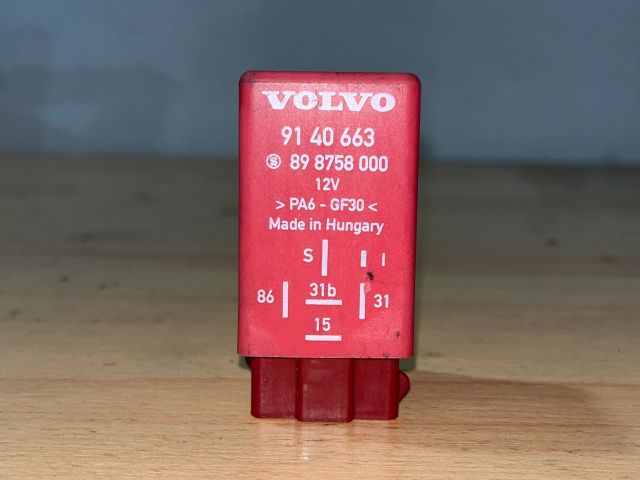 VOLVO
91 40 663
89 8758 000
12V
> PA6 - GF30 <
Made in Hungary
S
86 31b 31
15